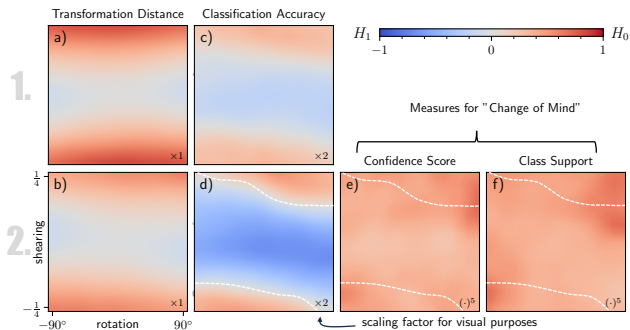 Transformation Distance
Classification Accuracy
H₁ H₀
−1 0 1
1.
a) ×1
c) ×2
Measures for "Change of Mind"
Confidence Score
Class Support
2.
b) ×1
d) ×2
e) (·)⁵
f) (·)⁵
1/4
shearing
−1/4
−90° rotation 90°
scaling factor for visual purposes